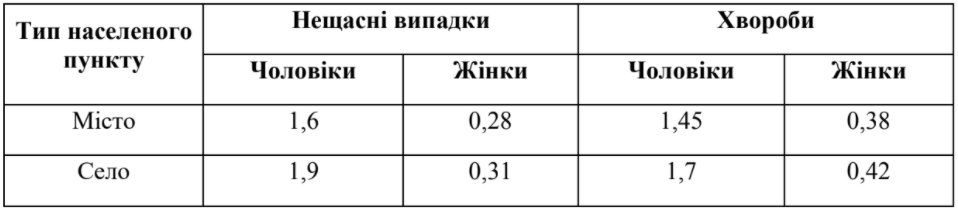 Тип населеного пункту Нещасні випадки Хвороби
Чоловіки Жінки Чоловіки Жінки
Місто 1,6 0,28 1,45 0,38
Село 1,9 0,31 1,7 0,42